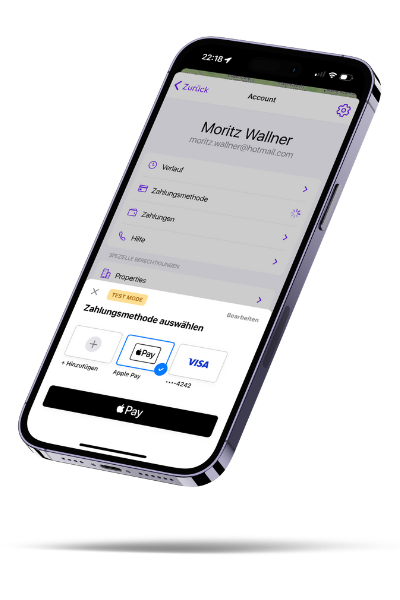 22:18
Zurück
Account
Moritz Wallner
moritz.wallner@hotmail.com
Verlauf
Zahlungsmethode
Zahlungen
Hilfe
SPEZIELLE BERECHTIGUNGEN
Properties
TEST MODE
Bearbeiten
Zahlungsmethode auswählen
Pay
VISA
+ Hinzufügen
Apple Pay
••••4242
Pay